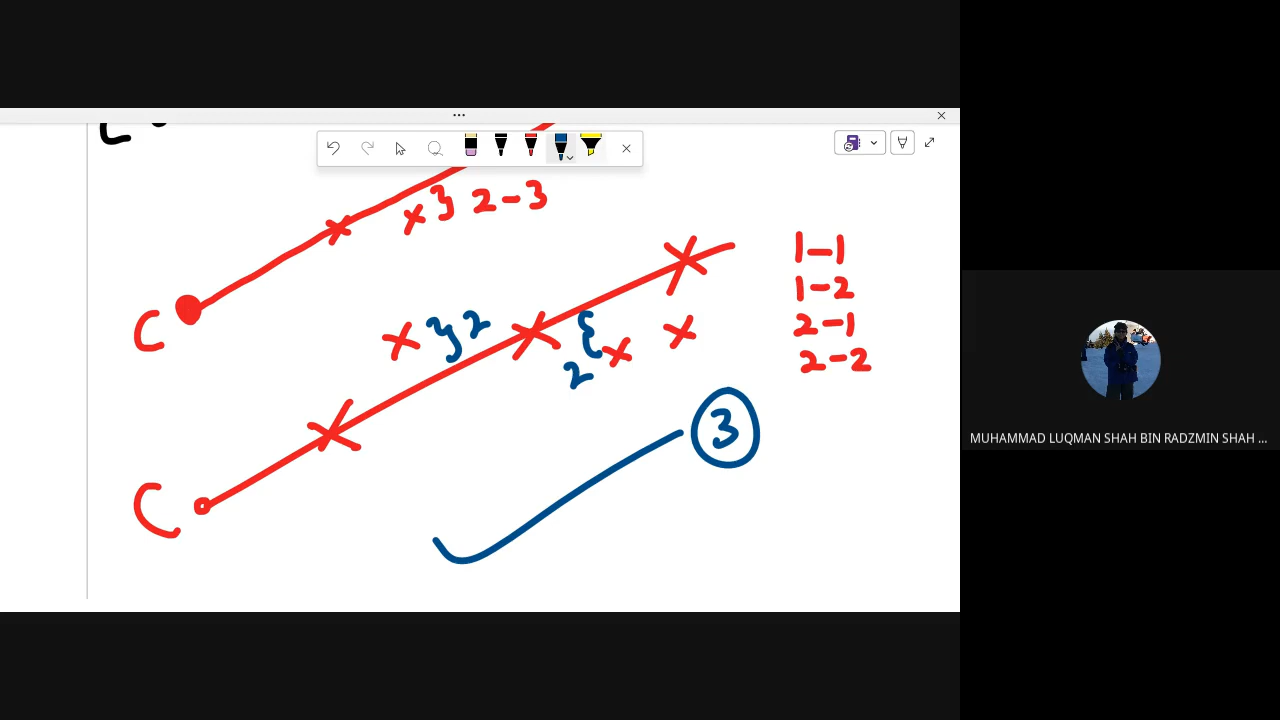 x } 2-3
C
1-1
1-2
2-1
2-2
x } 2
{ x x
2
3
C
MUHAMMAD LUQMAN SHAH BIN RADZMIN SHAH ...